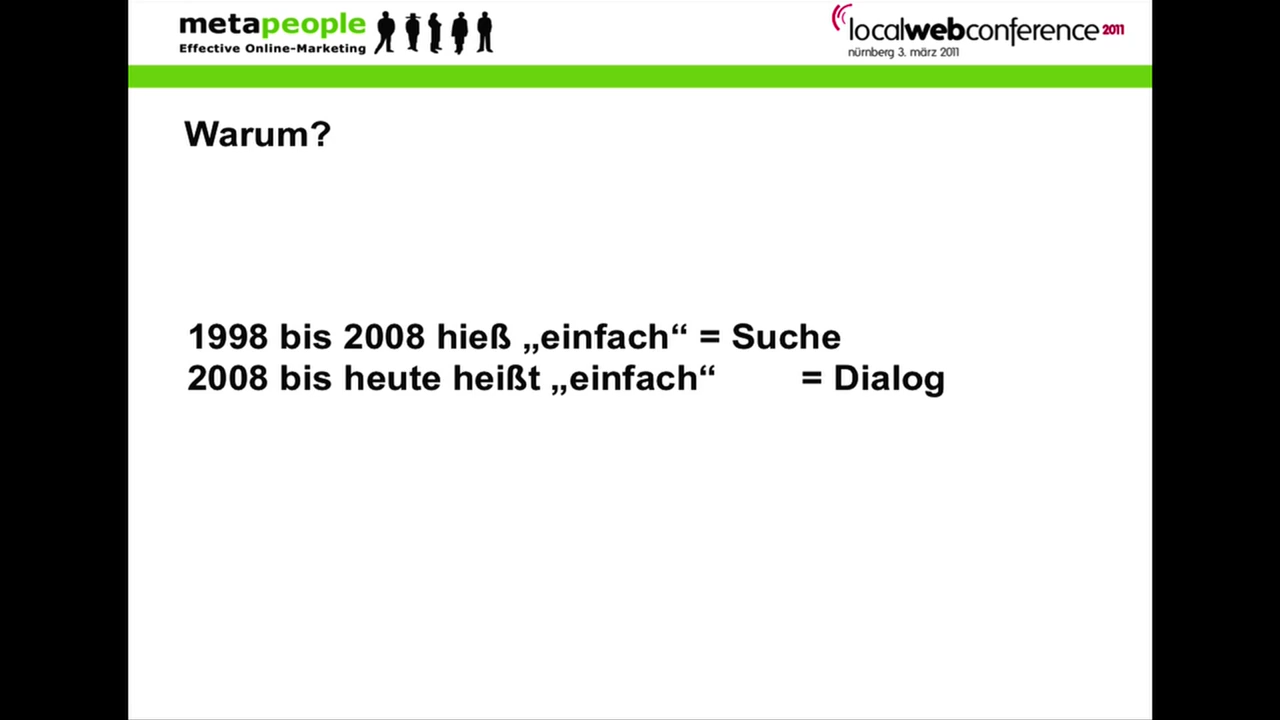 metapeople
Effective Online-Marketing
localwebconference 2011
nürnberg 3. märz 2011
Warum?
1998 bis 2008 hieß „einfach“ = Suche
2008 bis heute heißt „einfach“ = Dialog